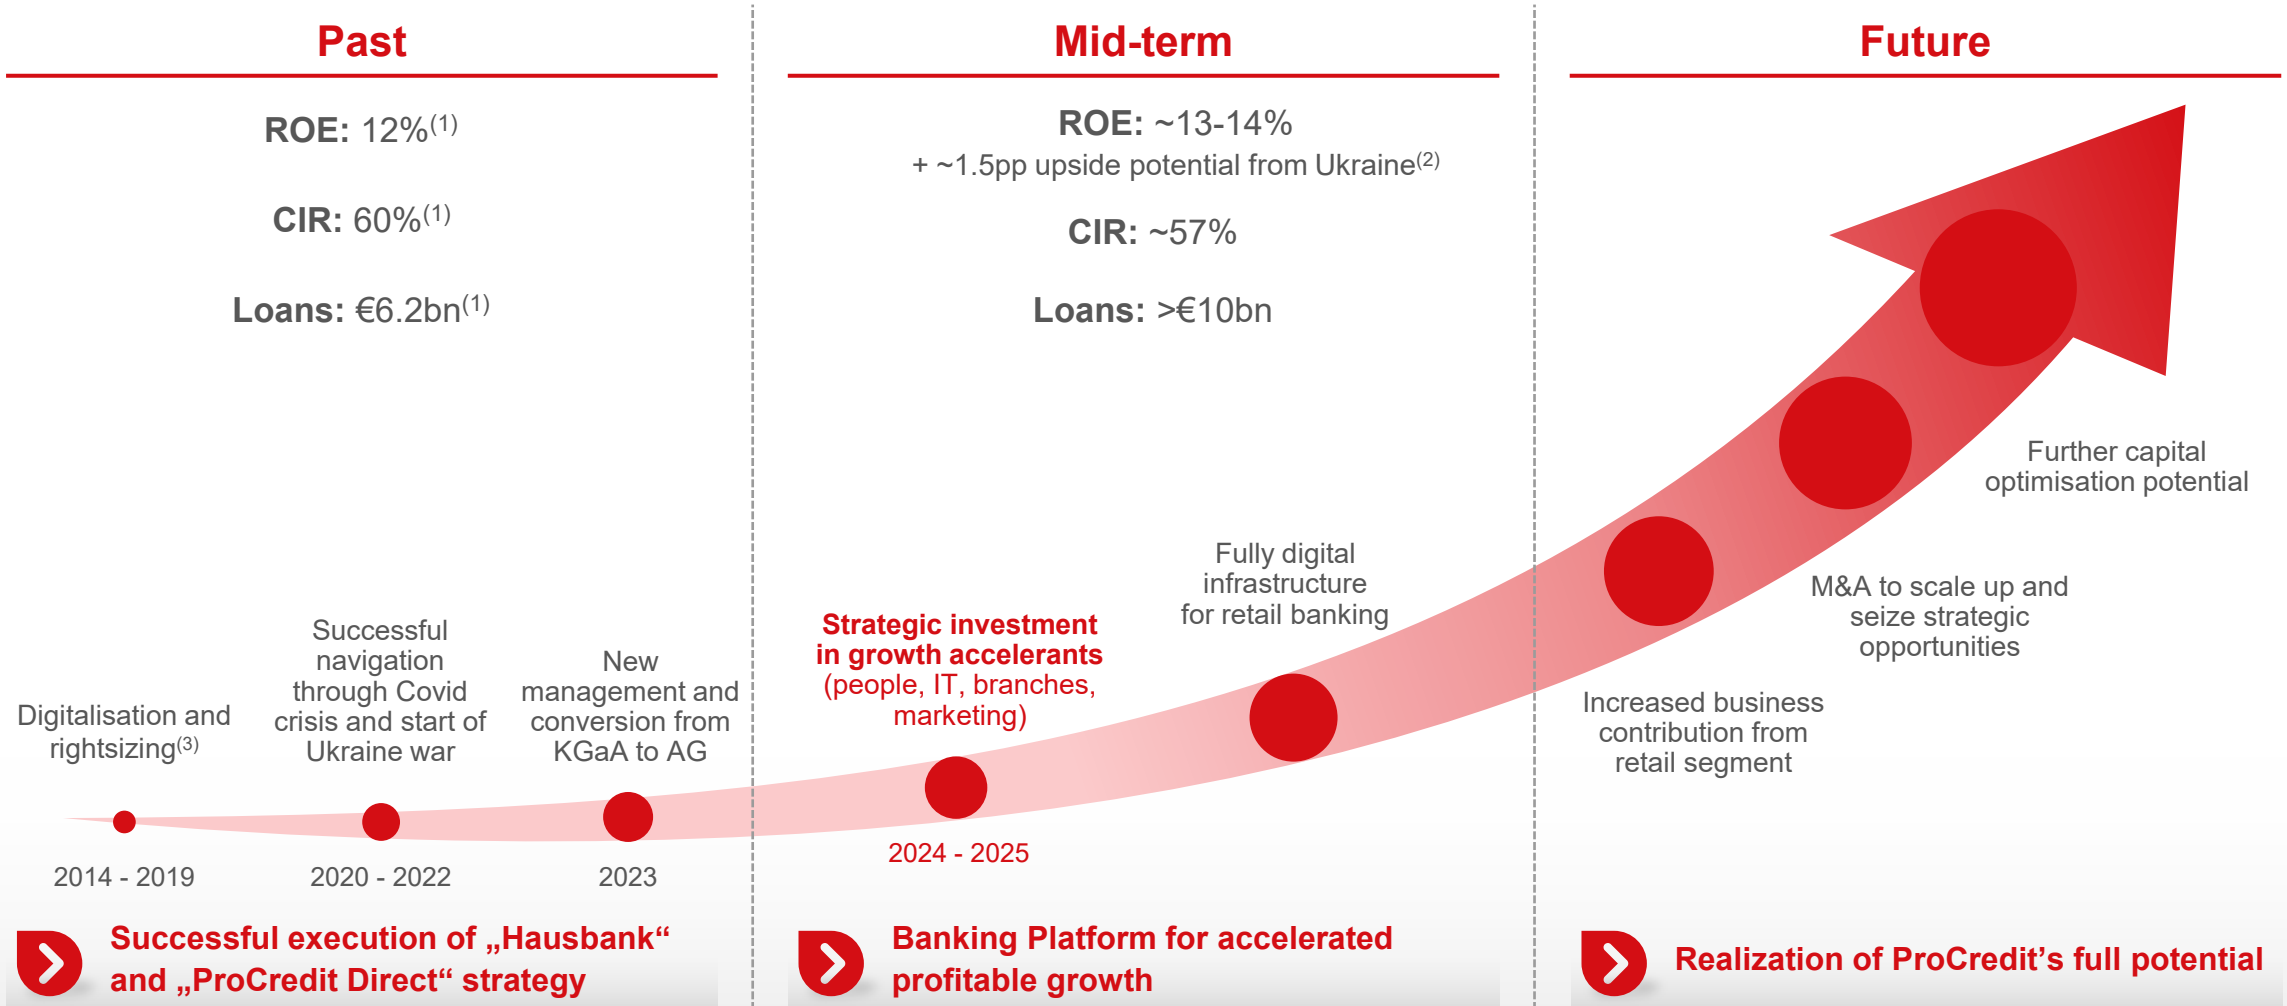 Past
ROE: 12%(1)
CIR: 60%(1)
Loans: €6.2bn(1)
Digitalisation and
rightsizing(3)
2014 - 2019
Successful
navigation
through Covid
crisis and start of
Ukraine war
2020 - 2022
New
management and
conversion from
KGaA to AG
2023
Successful execution of „Hausbank“
and „ProCredit Direct“ strategy
Mid-term
ROE: ~13-14%
+ ~1.5pp upside potential from Ukraine(2)
CIR: ~57%
Loans: >€10bn
Strategic investment
in growth accelerants
(people, IT, branches,
marketing)
2024 - 2025
Fully digital
infrastructure
for retail banking
Banking Platform for accelerated
profitable growth
Future
Increased business
contribution from
retail segment
M&A to scale up and
seize strategic
opportunities
Further capital
optimisation potential
Realization of ProCredit’s full potential